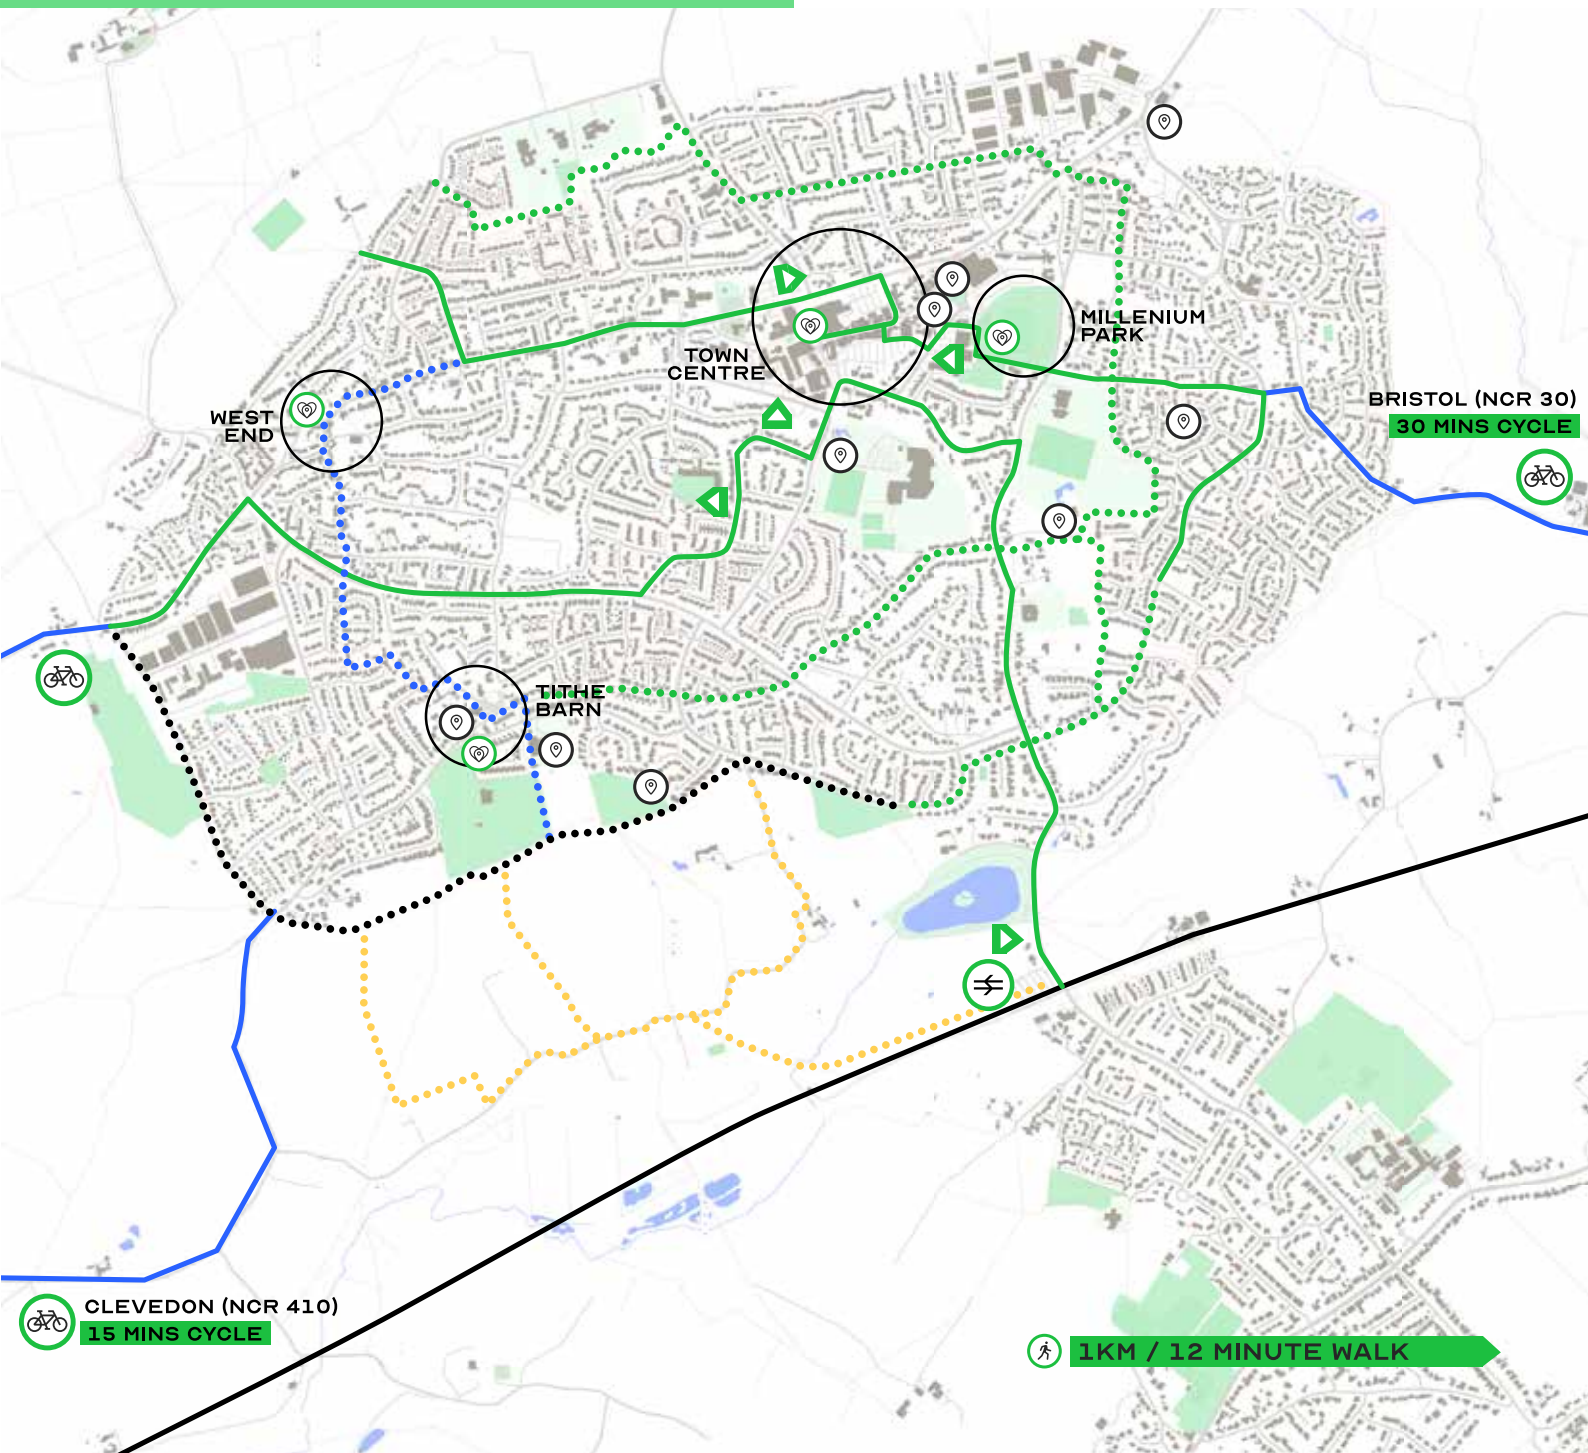 MILLENIUM
PARK
TOWN
CENTRE
WEST
END
BRISTOL (NCR 30)
30 MINS CYCLE
TITHE
BARN
CLEVEDON (NCR 410)
15 MINS CYCLE
1KM / 12 MINUTE WALK